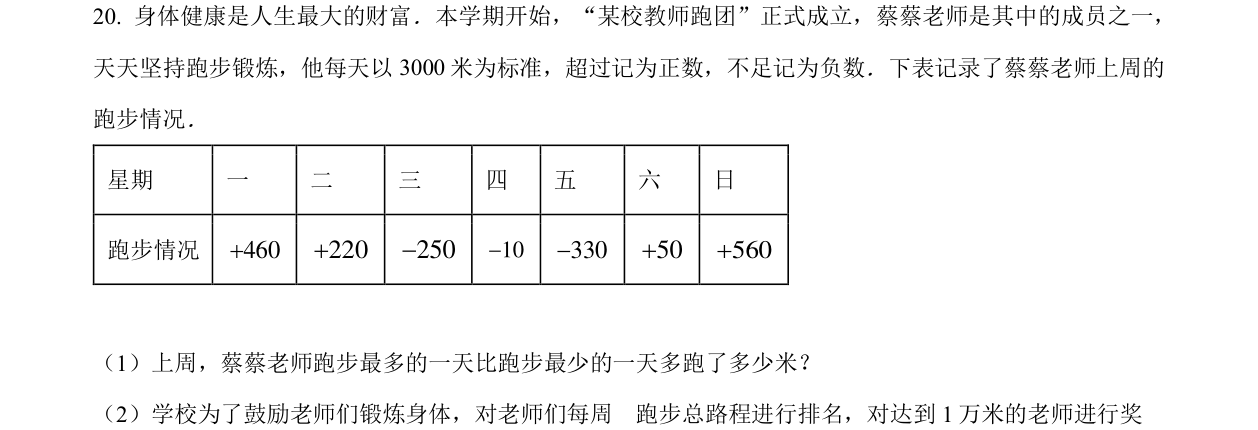 20. 身体健康是人生最大的财富．本学期开始，“某校教师跑团”正式成立，蔡蔡老师是其中的成员之一，
天天坚持跑步锻炼，他每天以 3000 米为标准，超过记为正数，不足记为负数．下表记录了蔡蔡老师上周的
跑步情况．
星期 一 二 三 四 五 六 日
跑步情况 +460 +220 −250 −10 −330 +50 +560
（1）上周，蔡蔡老师跑步最多的一天比跑步最少的一天多跑了多少米？
（2）学校为了鼓励老师们锻炼身体，对老师们每周 跑步总路程进行排名，对达到 1 万米的老师进行奖